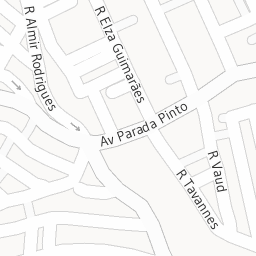 R Almir Rodrigues
R Elza Guimarães
Av Parada Pinto
R Vaud
R Tavannes